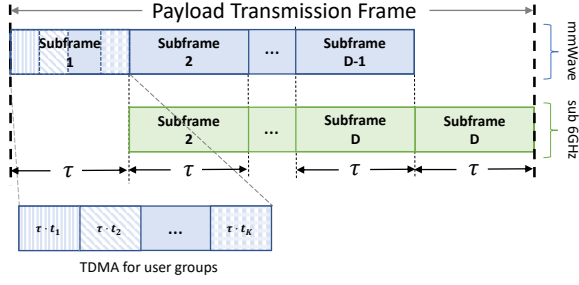 Payload Transmission Frame
Subframe 1
Subframe 2
...
Subframe D-1
mmWave
Subframe 2
...
Subframe D
Subframe D
sub 6GHz
τ
τ
τ
τ
τ · t₁
τ · t₂
...
τ · t_K
TDMA for user groups